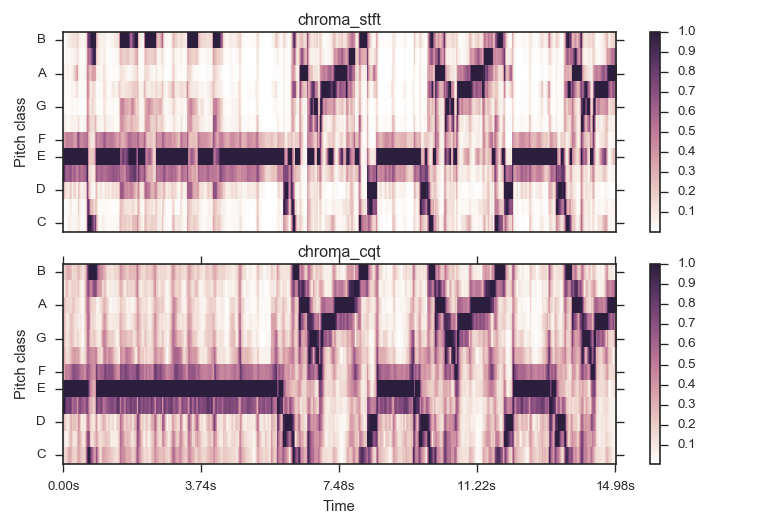 chroma_stft
Pitch class
B
A
G
F
E
D
C
1.0
0.9
0.8
0.7
0.6
0.5
0.4
0.3
0.2
0.1
chroma_cqt
Pitch class
B
A
G
F
E
D
C
1.0
0.9
0.8
0.7
0.6
0.5
0.4
0.3
0.2
0.1
0.00s 3.74s 7.48s 11.22s 14.98s
Time